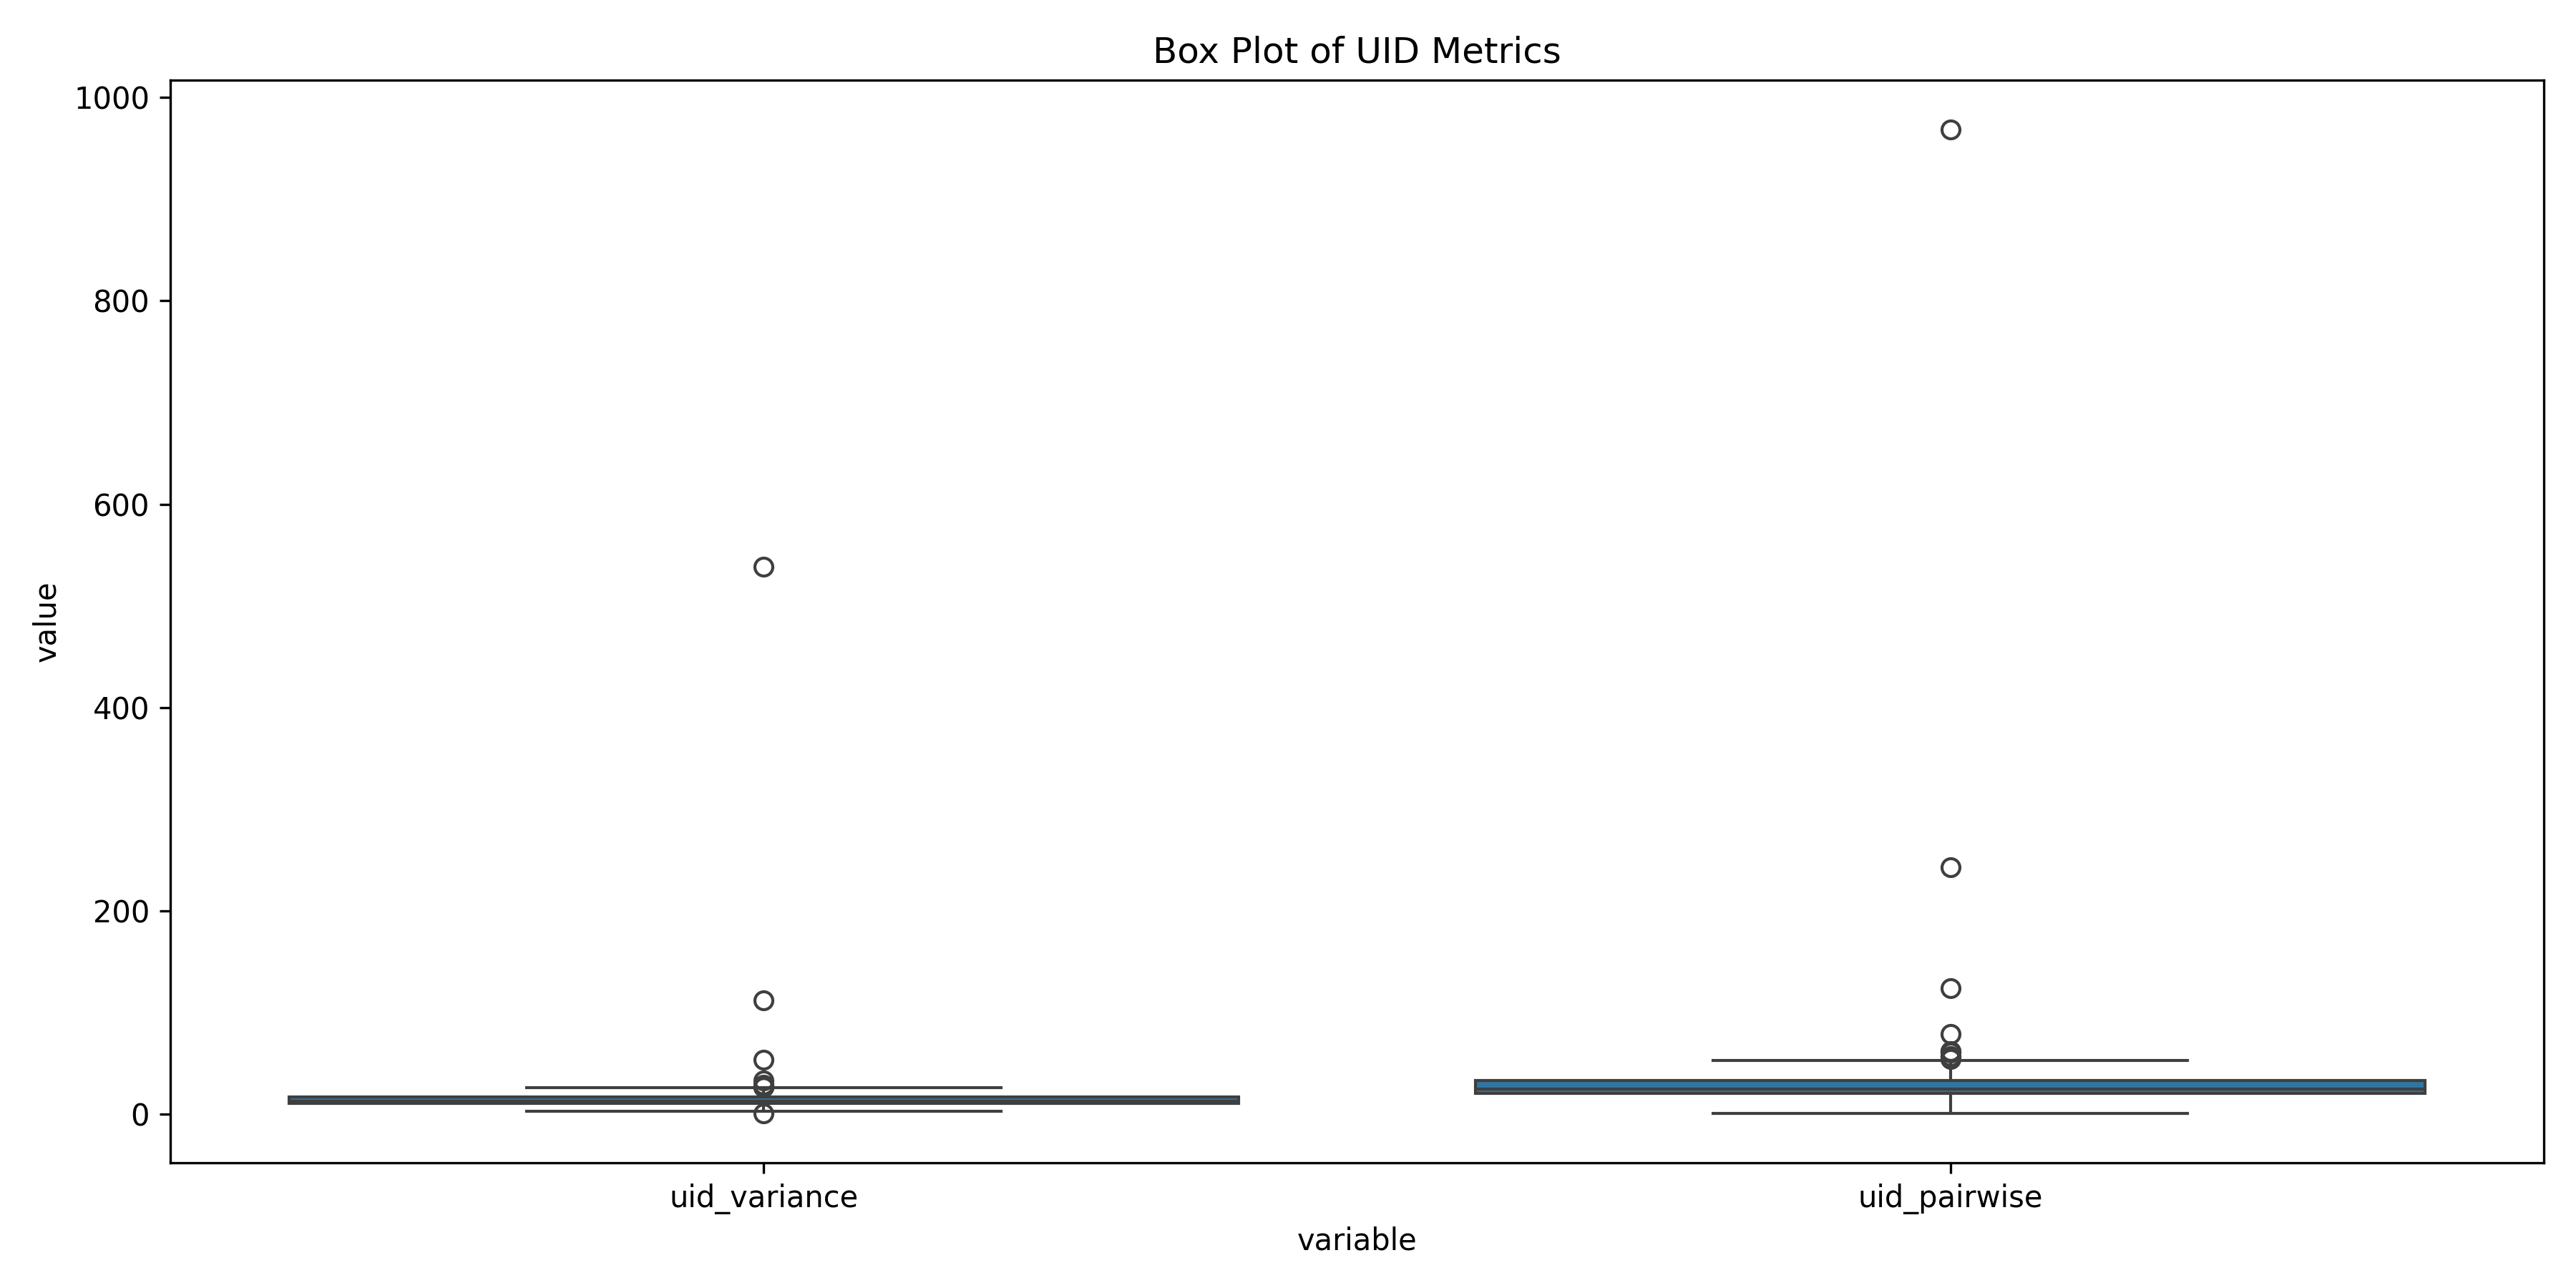 Box Plot of UID Metrics
1000
800
600
400
200
0
value
uid_variance
uid_pairwise
variable